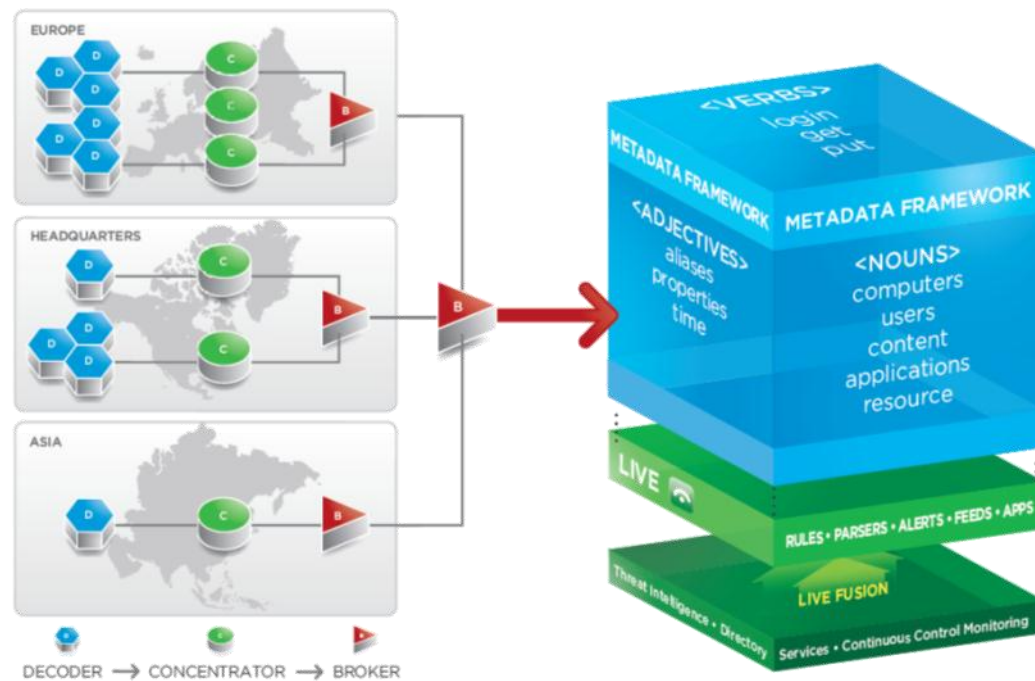 EUROPE
D
D
D
D
D
D
C
C
C
B
HEADQUARTERS
D
D
D
D
C
C
B
ASIA
D
C
B
B
DECODER → CONCENTRATOR → BROKER
<VERBS>
login
get
put
METADATA FRAMEWORK
<ADJECTIVES>
aliases
properties
time
METADATA FRAMEWORK
<NOUNS>
computers
users
content
applications
resource
LIVE
RULES • PARSERS • ALERTS • FEEDS • APPS
LIVE FUSION
Threat Intelligence • Directory
Services • Continuous Control Monitoring